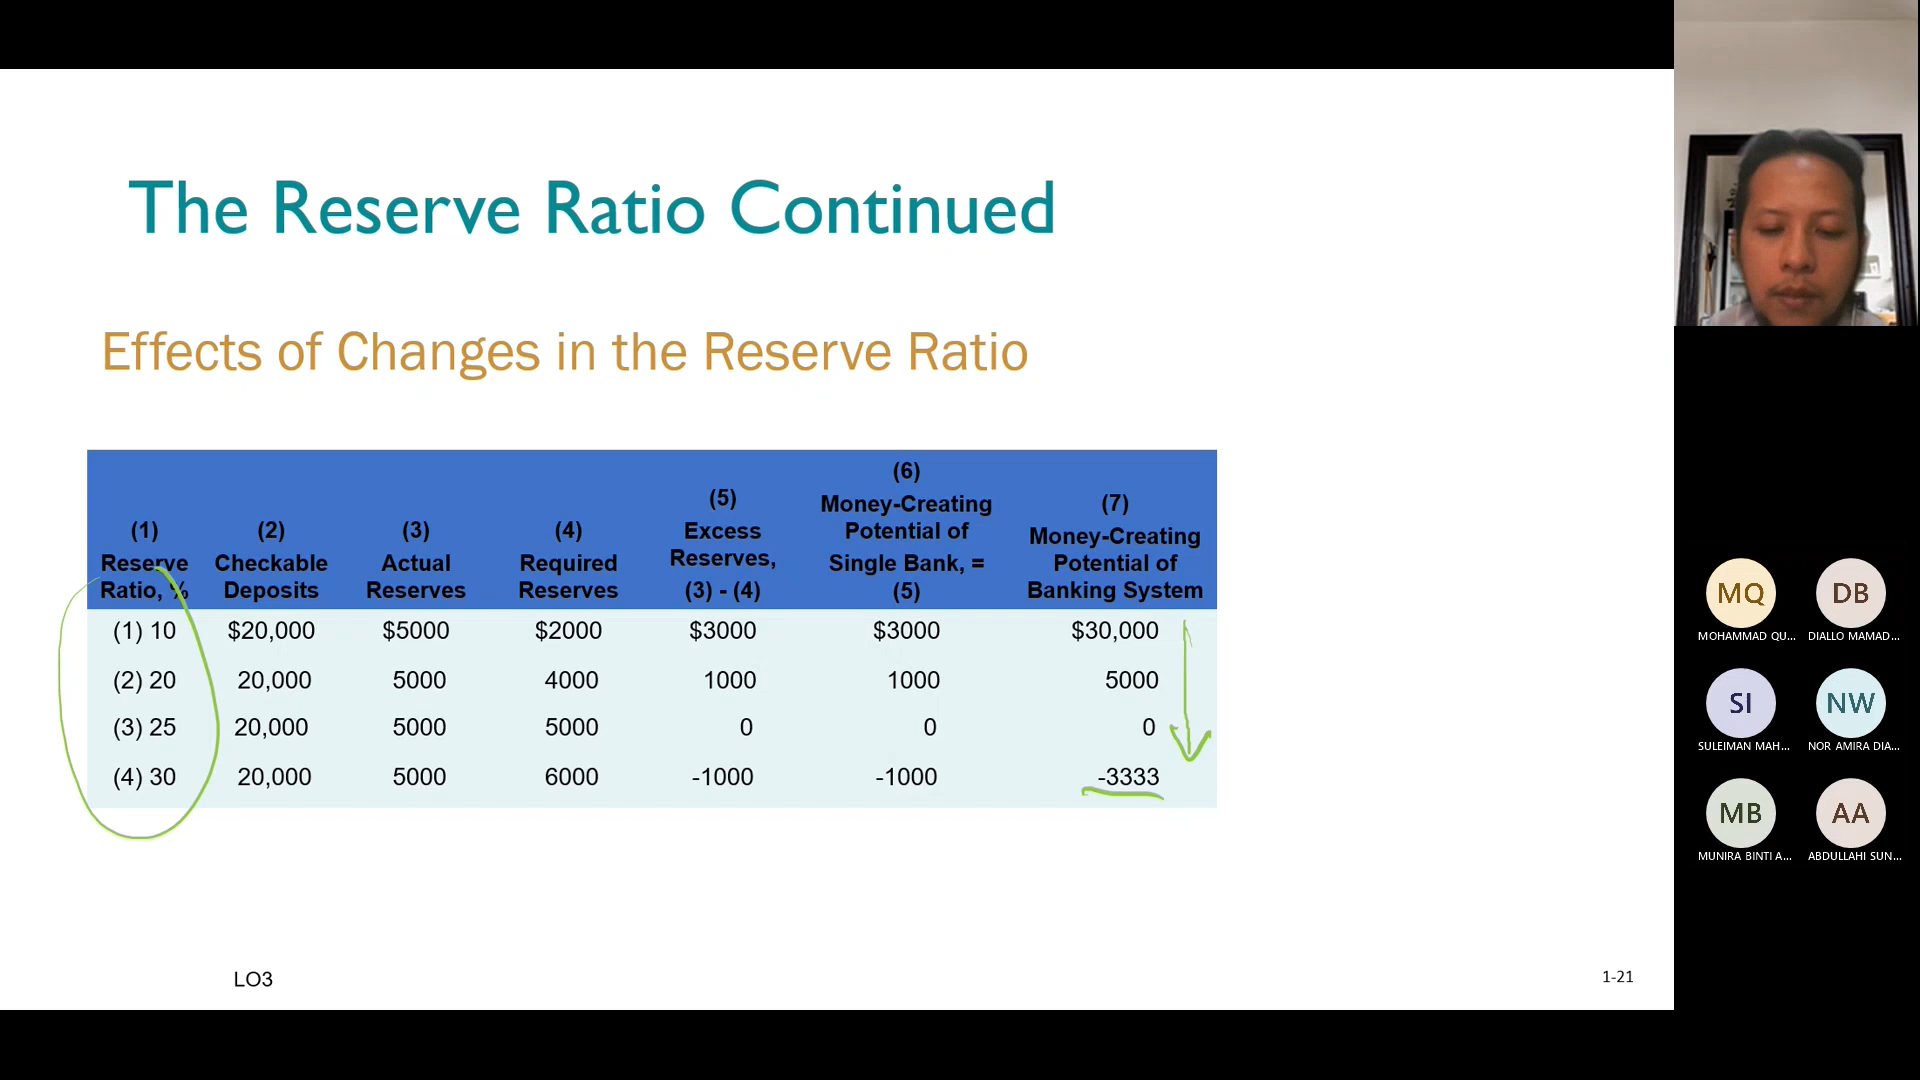 The Reserve Ratio Continued
Effects of Changes in the Reserve Ratio
(1) Reserve Ratio, %
(2) Checkable Deposits
(3) Actual Reserves
(4) Required Reserves
(5) Excess Reserves, (3) - (4)
(6) Money-Creating Potential of Single Bank, = (5)
(7) Money-Creating Potential of Banking System
(1) 10 $20,000 $5000 $2000 $3000 $3000 $30,000
(2) 20 20,000 5000 4000 1000 1000 5000
(3) 25 20,000 5000 5000 0 0 0
(4) 30 20,000 5000 6000 -1000 -1000 -3333
LO3
1-21
MQ
MOHAMMAD QU...
DB
DIALLO MAMAD...
SI
SULEIMAN MAH...
NW
NOR AMIRA DIA...
MB
MUNIRA BINTI A...
AA
ABDULLAHI SUN...